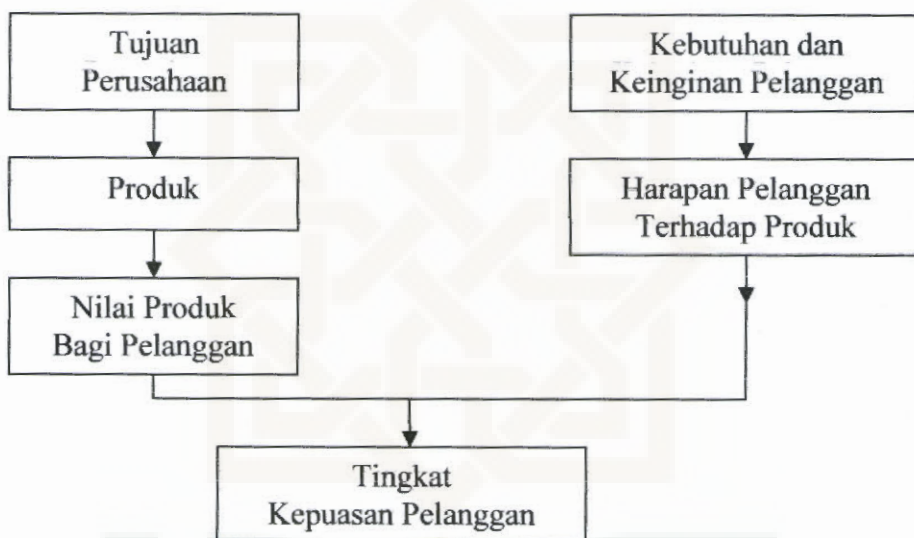 Tujuan
Perusahaan
Kebutuhan dan
Keinginan Pelanggan
Produk
Harapan Pelanggan
Terhadap Produk
Nilai Produk
Bagi Pelanggan
Tingkat
Kepuasan Pelanggan